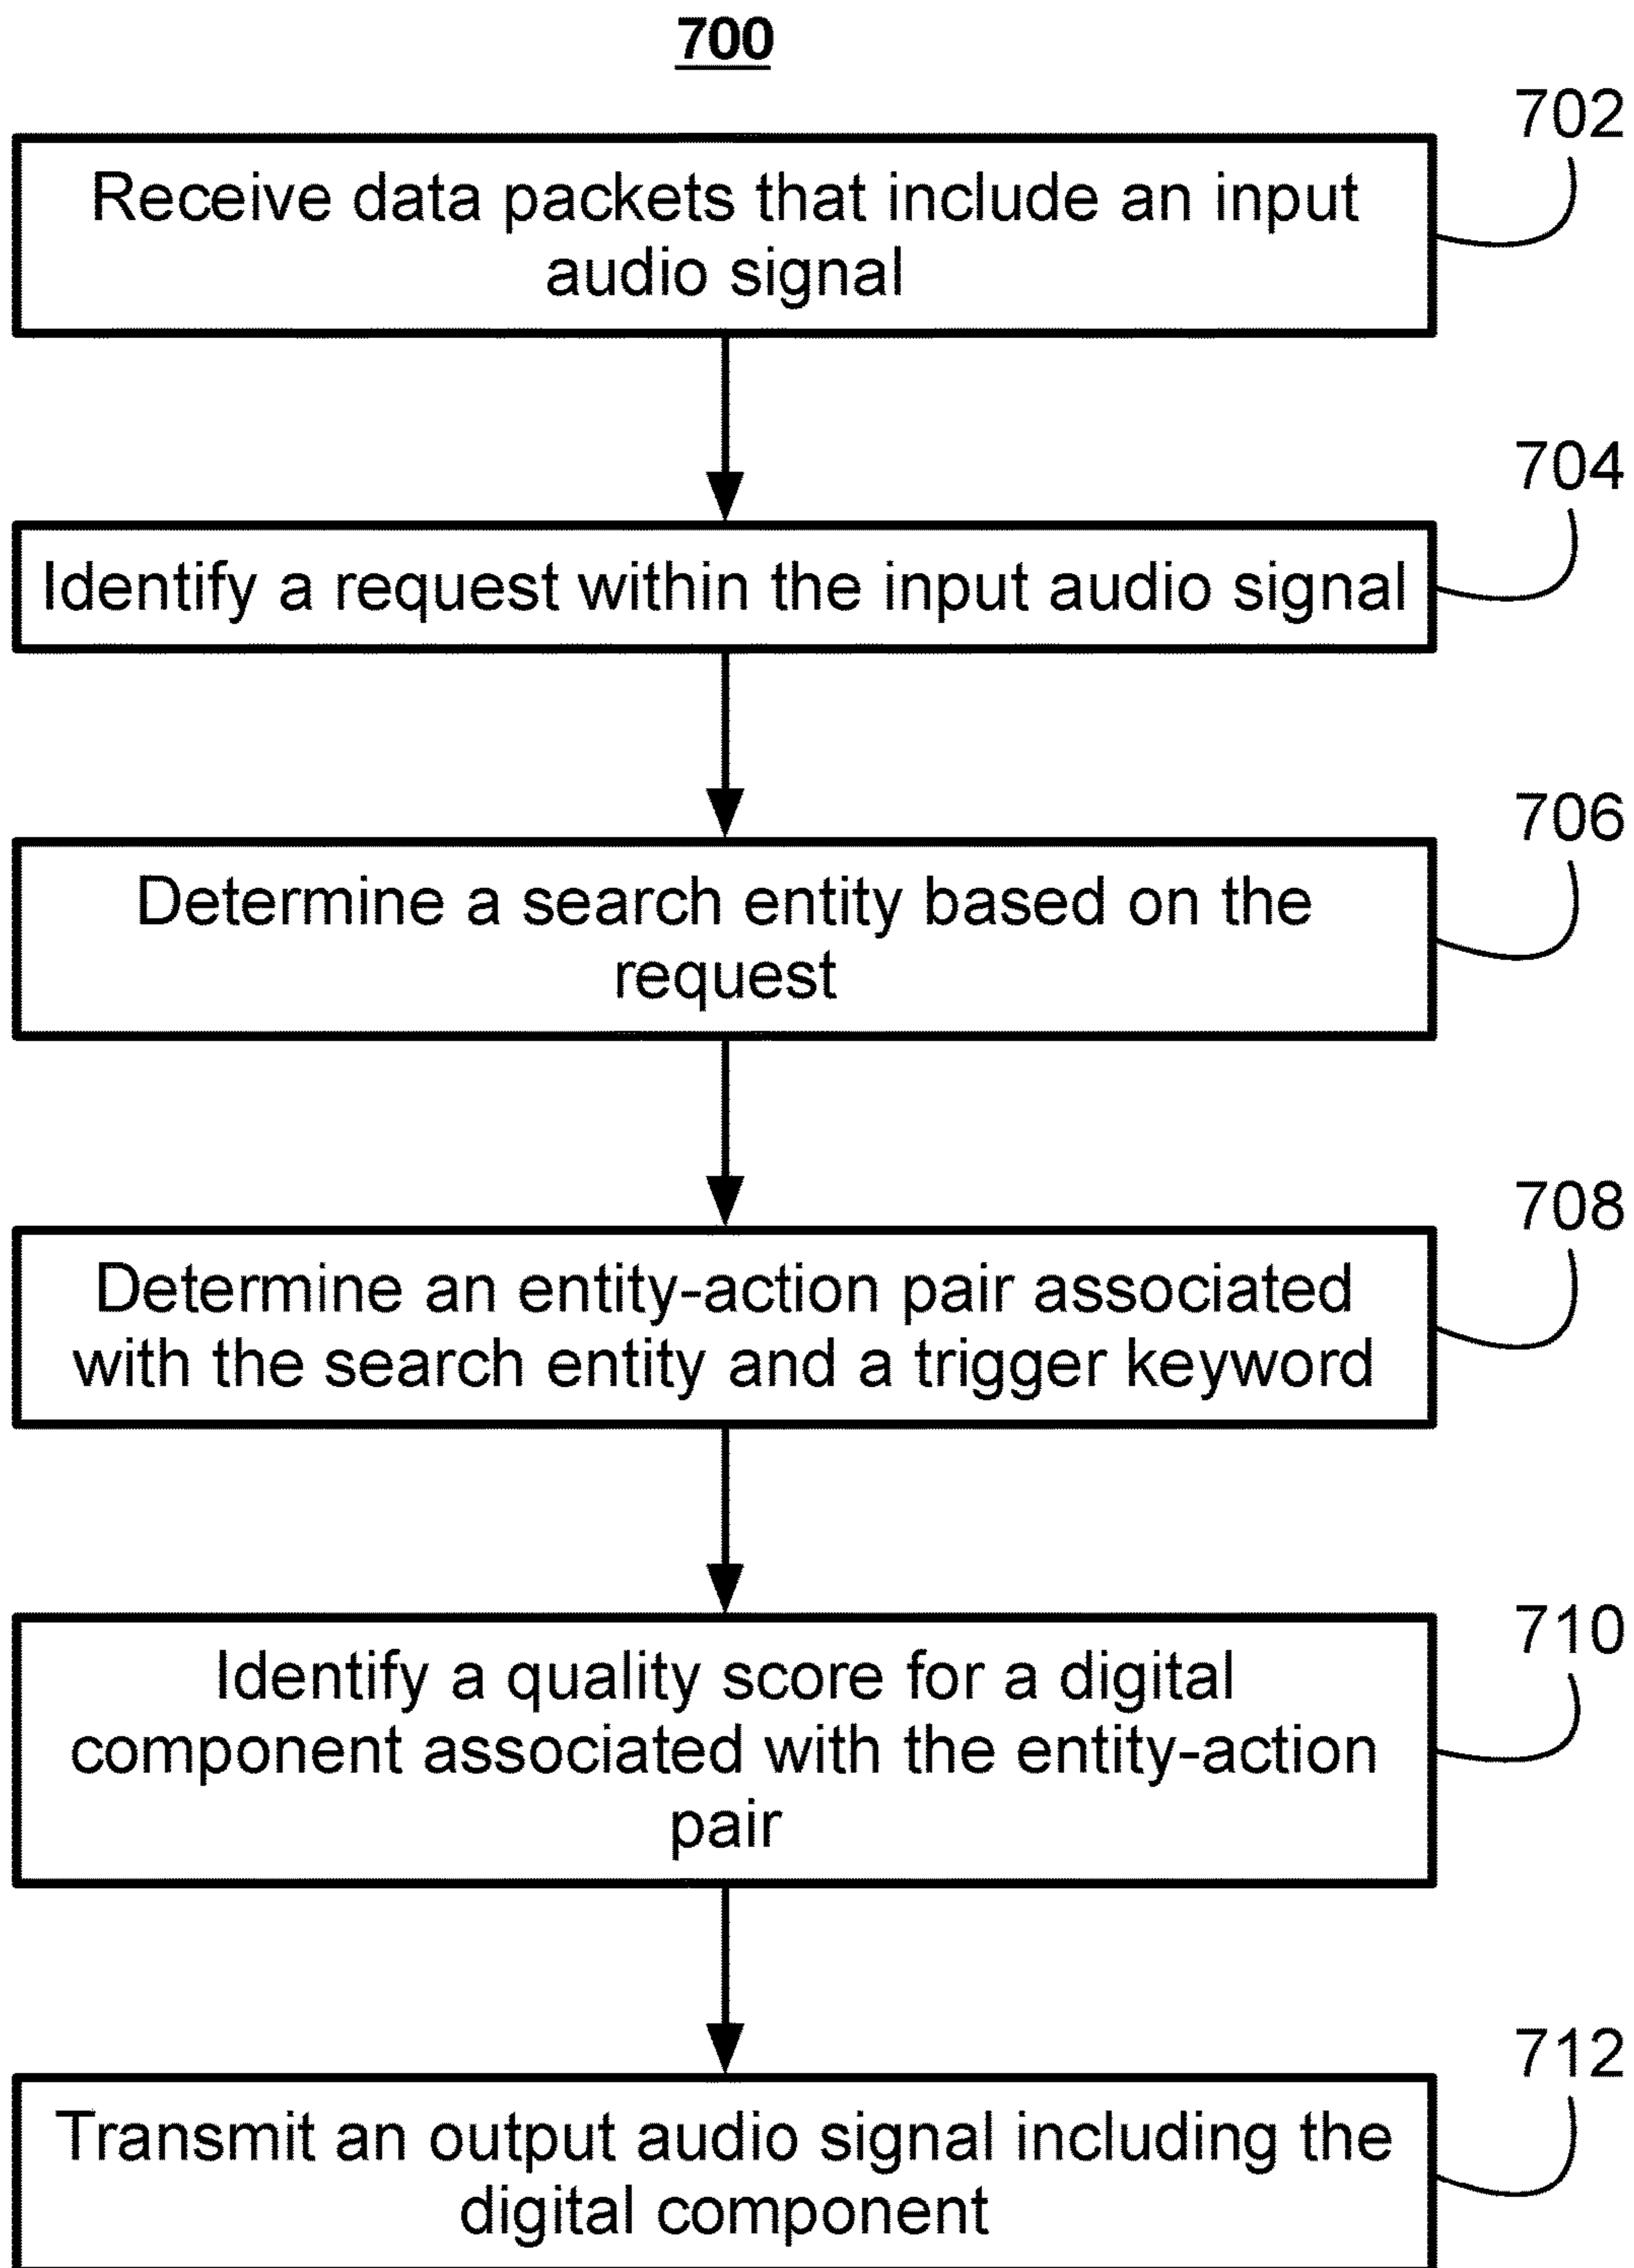 700
702
Receive data packets that include an input
audio signal
704
Identify a request within the input audio signal
706
Determine a search entity based on the
request
708
Determine an entity-action pair associated
with the search entity and a trigger keyword
710
Identify a quality score for a digital
component associated with the entity-action
pair
712
Transmit an output audio signal including the
digital component